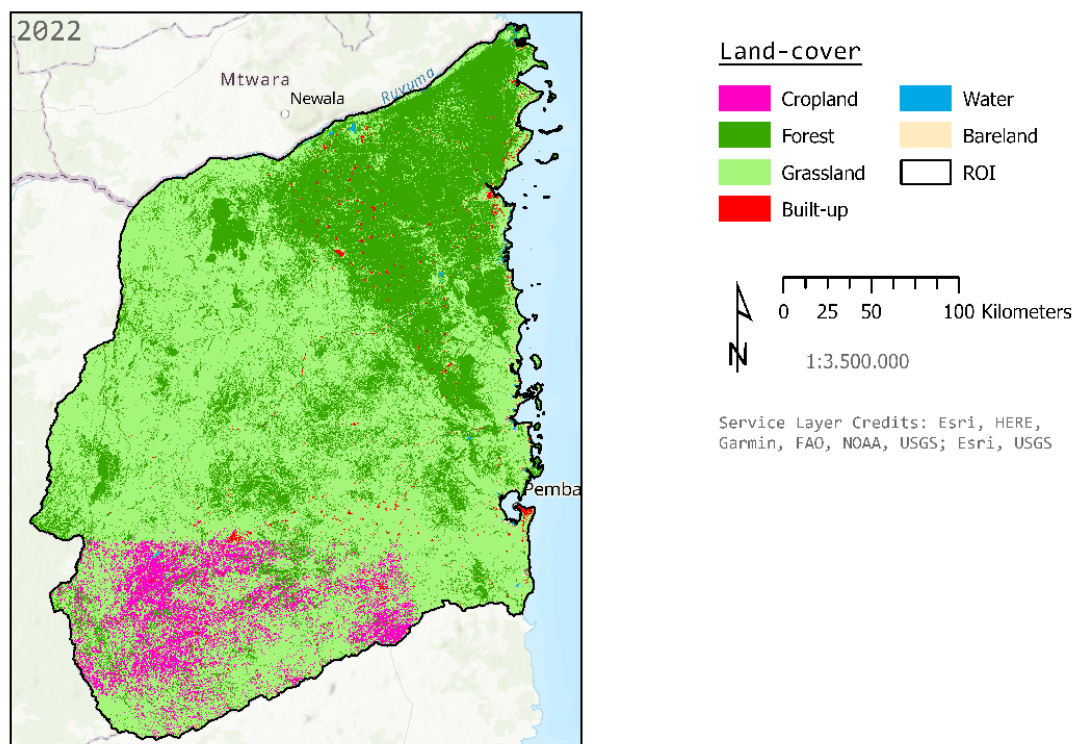 2022
Mtwara
Ruvuma
Newala
Pemba
Land-cover
Cropland
Water
Forest
Bareland
Grassland
ROI
Built-up
N
0 25 50 100 Kilometers
1:3.500.000
Service Layer Credits: Esri, HERE,
Garmin, FAO, NOAA, USGS; Esri, USGS